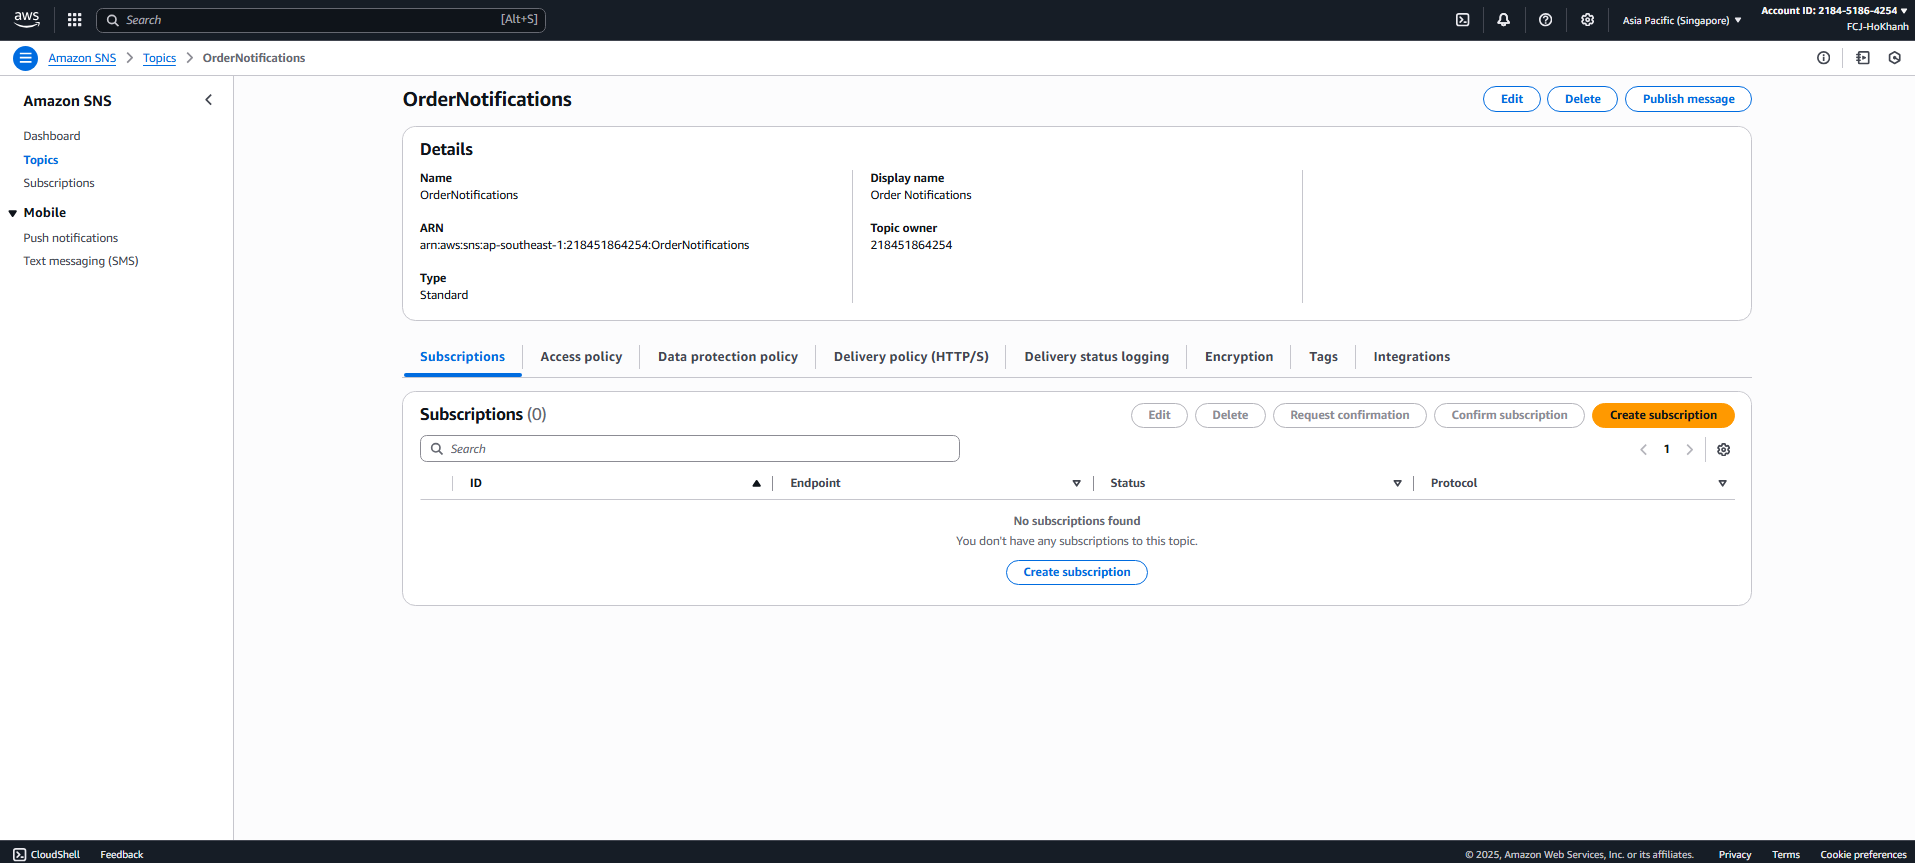 aws
Search [Alt+S]
Asia Pacific (Singapore)
Account ID: 2184-5186-4254
FCJ-HoKhanh
Amazon SNS
Topics
OrderNotifications
Amazon SNS
Dashboard
Topics
Subscriptions
Mobile
Push notifications
Text messaging (SMS)
OrderNotifications
Edit
Delete
Publish message
Details
Name
OrderNotifications
ARN
arn:aws:sns:ap-southeast-1:218451864254:OrderNotifications
Type
Standard
Display name
Order Notifications
Topic owner
218451864254
Subscriptions
Access policy
Data protection policy
Delivery policy (HTTP/S)
Delivery status logging
Encryption
Tags
Integrations
Subscriptions (0)
Edit
Delete
Request confirmation
Confirm subscription
Create subscription
Search
1
ID
Endpoint
Status
Protocol
No subscriptions found
You don't have any subscriptions to this topic.
Create subscription
CloudShell
Feedback
© 2025, Amazon Web Services, Inc. or its affiliates.
Privacy
Terms
Cookie preferences